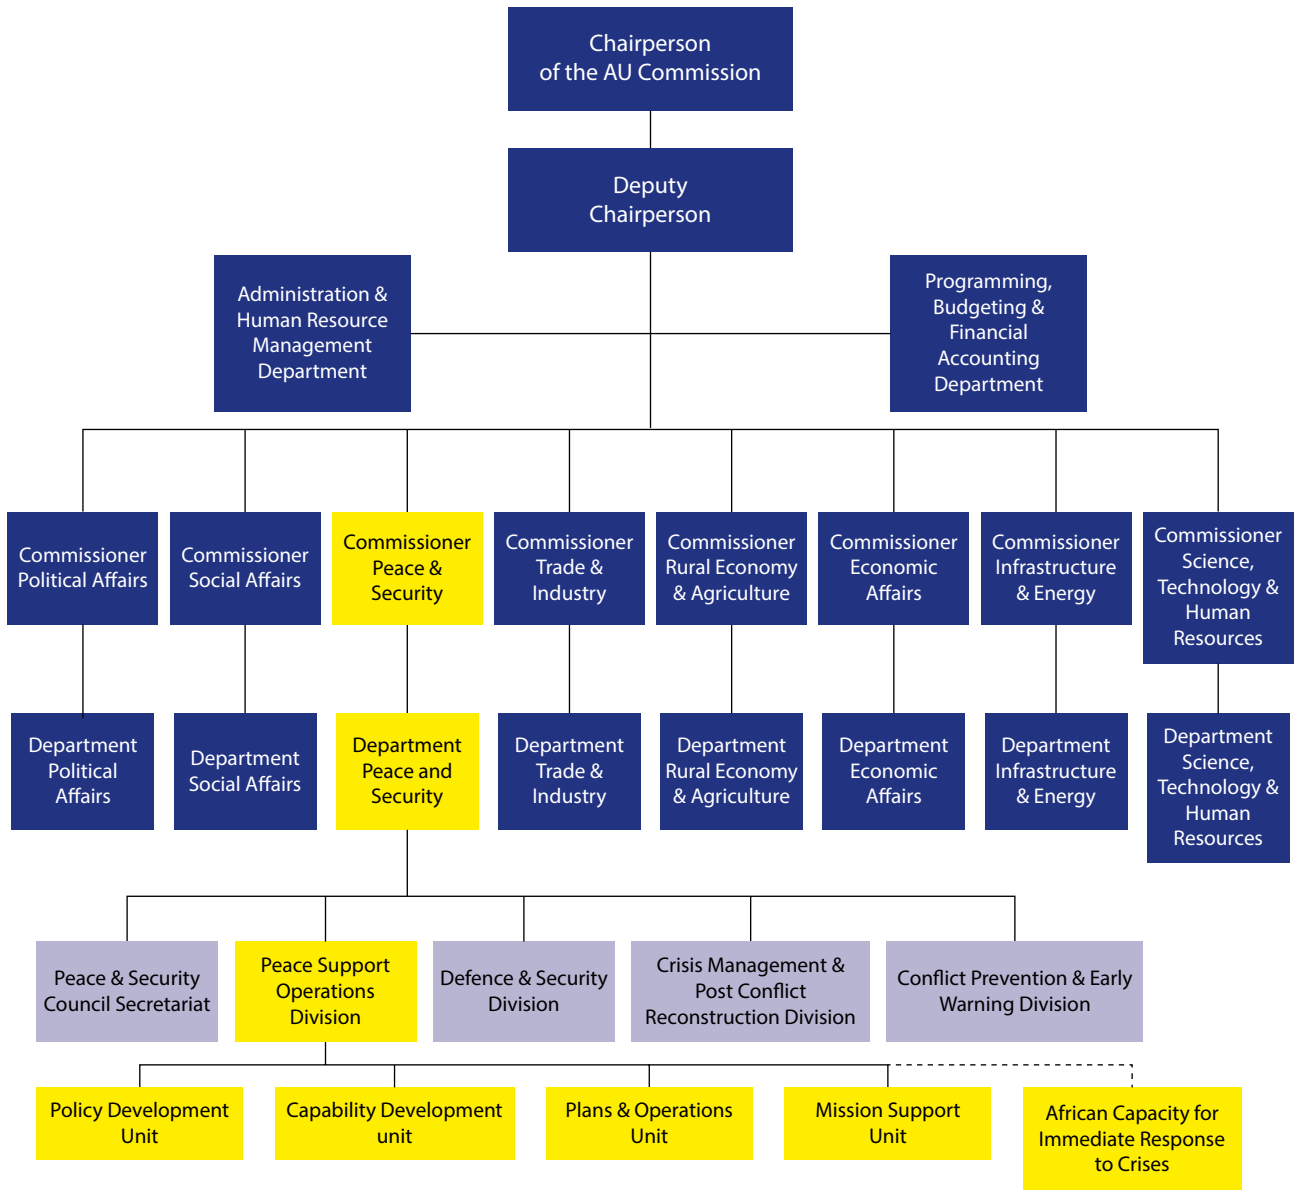 Chairperson
of the AU Commission
Deputy
Chairperson
Administration &
Human Resource
Management
Department
Programming,
Budgeting &
Financial
Accounting
Department
Commissioner
Political Affairs
Commissioner
Social Affairs
Commissioner
Peace &
Security
Commissioner
Trade &
Industry
Commissioner
Rural Economy
& Agriculture
Commissioner
Economic
Affairs
Commissioner
Infrastructure
& Energy
Commissioner
Science,
Technology &
Human
Resources
Department
Political
Affairs
Department
Social Affairs
Department
Peace and
Security
Department
Trade &
Industry
Department
Rural Economy
& Agriculture
Department
Economic
Affairs
Department
Infrastructure
& Energy
Department
Science,
Technology &
Human
Resources
Peace & Security
Council Secretariat
Peace Support
Operations
Division
Defence & Security
Division
Crisis Management &
Post Conflict
Reconstruction Division
Conflict Prevention & Early
Warning Division
Policy Development
Unit
Capability Development
unit
Plans & Operations
Unit
Mission Support
Unit
African Capacity for
Immediate Response
to Crises